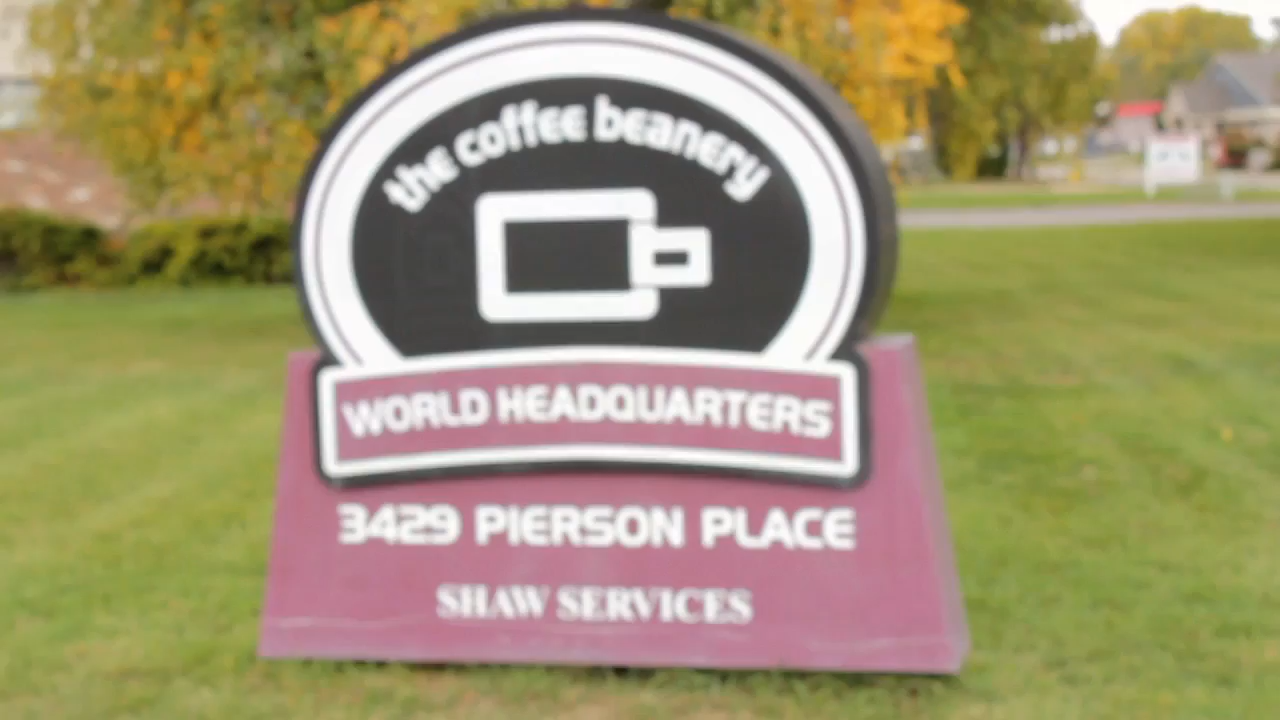 the coffee beanery
WORLD HEADQUARTERS
3429 PIERSON PLACE
SHAW SERVICES